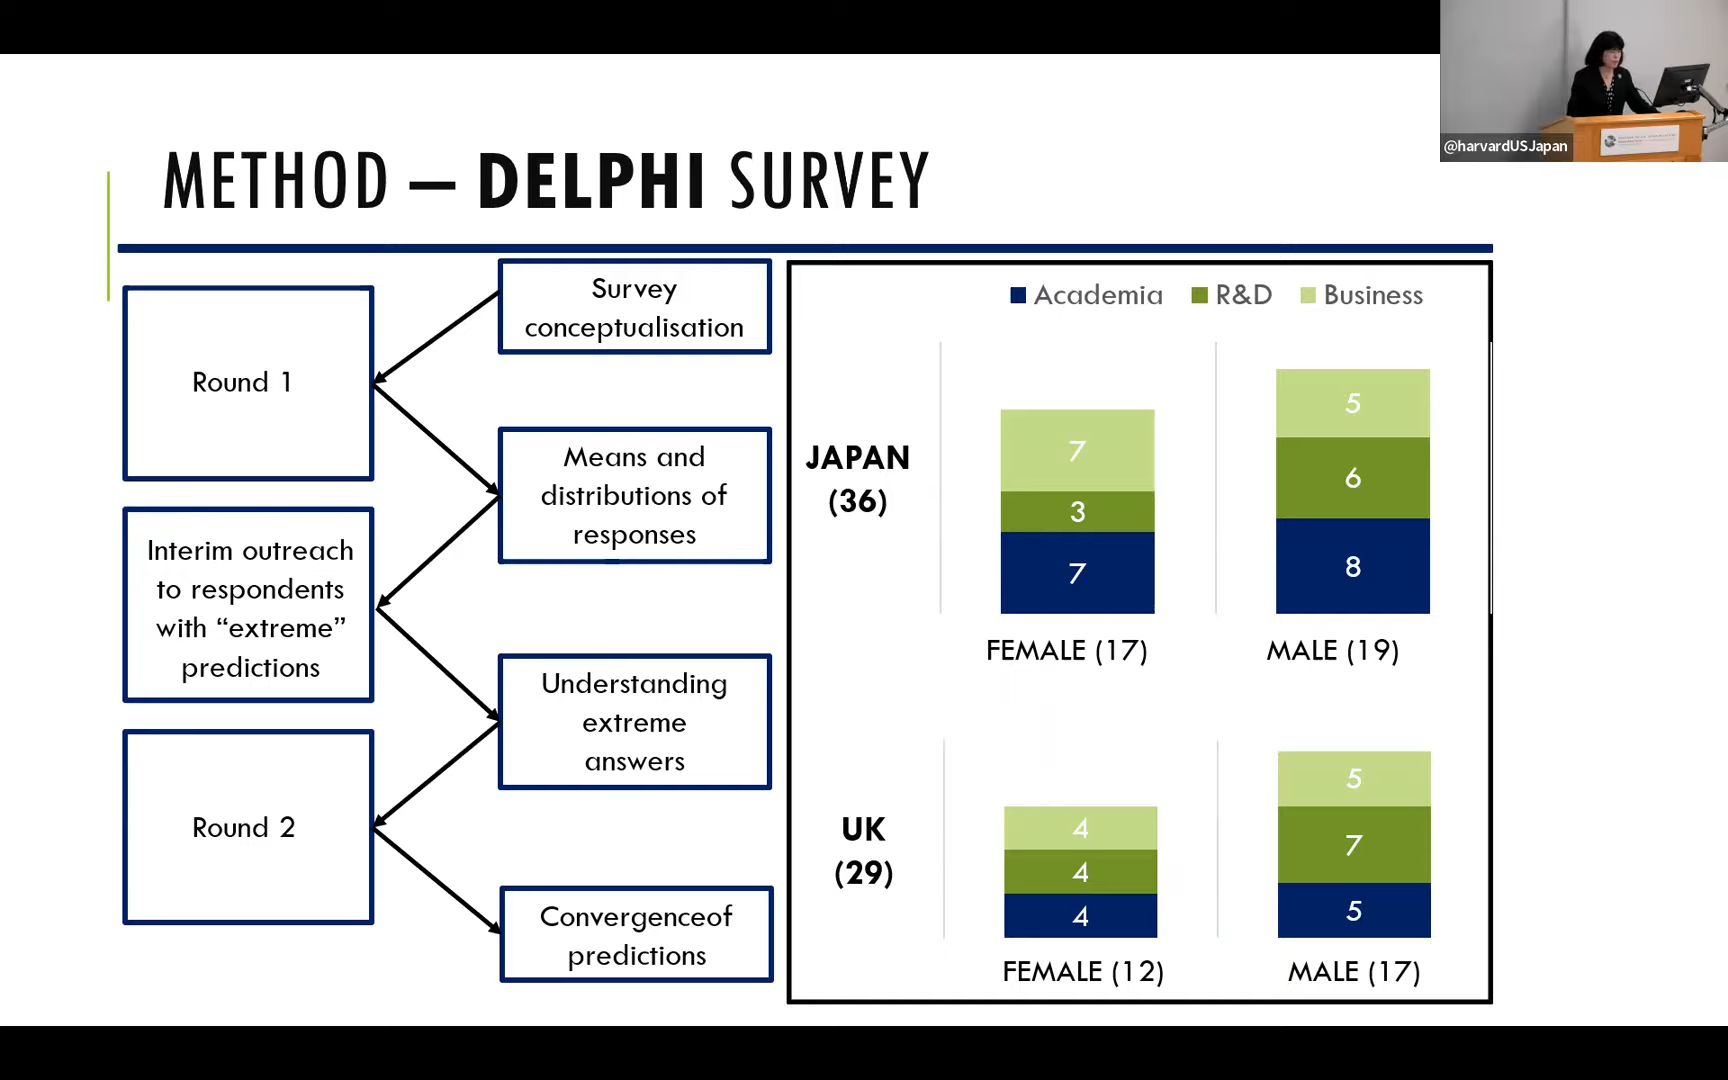 @harvardUSJapan
METHOD – DELPHI SURVEY
Survey
conceptualisation
Round 1
Means and
distributions of
responses
Interim outreach
to respondents
with “extreme”
predictions
Understanding
extreme
answers
Round 2
Convergenceof
predictions
Academia
R&D
Business
JAPAN
(36)
7
3
7
FEMALE (17)
5
6
8
MALE (19)
UK
(29)
4
4
4
FEMALE (12)
5
7
5
MALE (17)